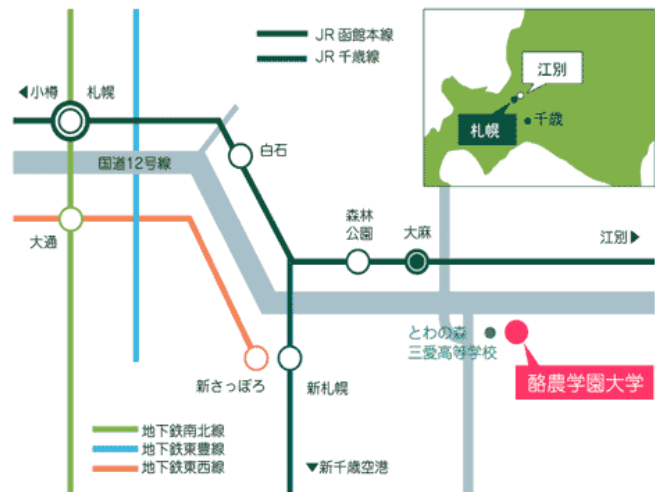 JR函館本線
JR千歳線
江別
千歳
札幌
◀小樽
札幌
白石
国道12号線
大通
森林
公園
大麻
江別▶
とわの森
三愛高等学校
酪農学園大学
新さっぽろ
新札幌
地下鉄南北線
地下鉄東豊線
地下鉄東西線
▼新千歳空港